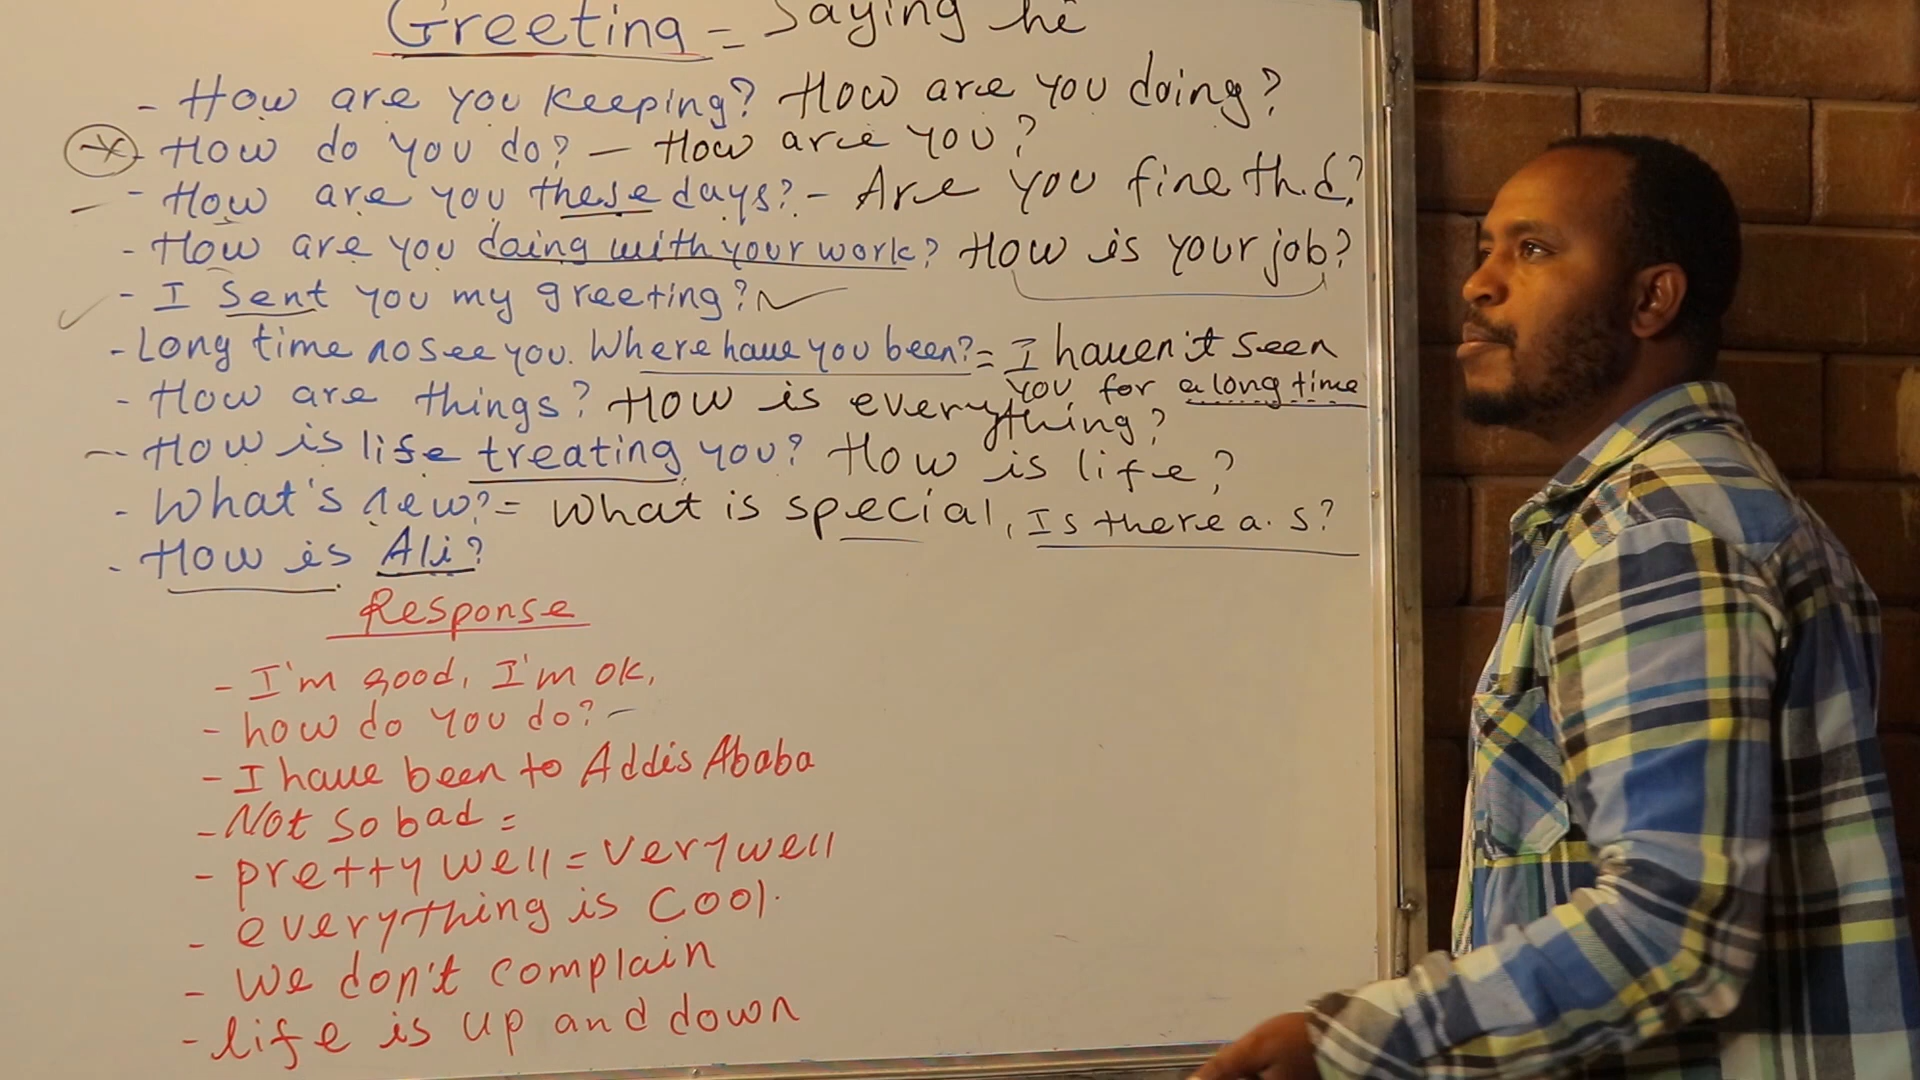 Greeting = Saying hi
- How are you keeping? How are you doing?
- How do you do? - How are you?
- How are you these days? - Are you fine th.d?
- How are you doing with your work? How is your job?
- I sent you my greeting?
- Long time no see you. Where have you been? = I haven't seen
you for a long time
- How are things? How is everything?
- How is life treating you? How is life?
- What's new? = What is special, Is there a. s?
- How is Ali?
Response
- I'm good, I'm ok,
- how do you do? -
- I have been to Addis Ababa
- Not so bad =
- pretty well = very well
- everything is cool.
- We don't complain
- life is up and down